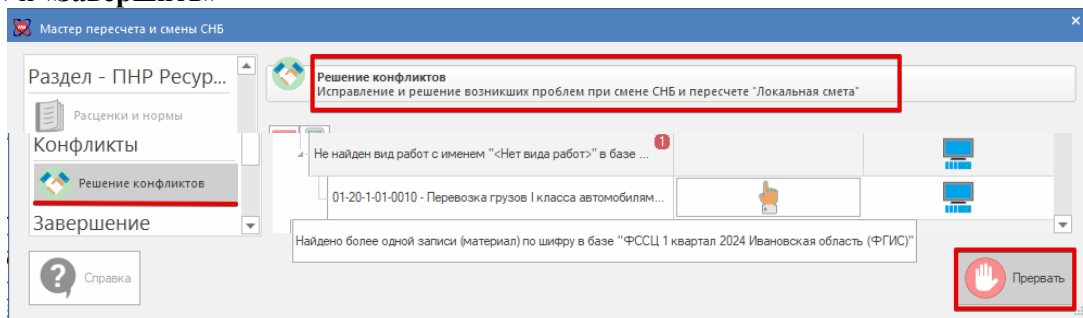 и «Завершить»
Мастер пересчета и смены СНБ
Раздел - ПНР Ресур...
Расценки и нормы
Конфликты
Решение конфликтов
Завершение
Справка
Решение конфликтов
Исправление и решение возникших проблем при смене СНБ и пересчете "Локальная смета"
Не найден вид работ с именем "<Нет вида работ>" в базе ...
1
01-20-1-01-0010 - Перевозка грузов I класса автомобилям...
Найдено более одной записи (материал) по шифру в базе "ФССЦ 1 квартал 2024 Ивановская область (ФГИС)"
Прервать